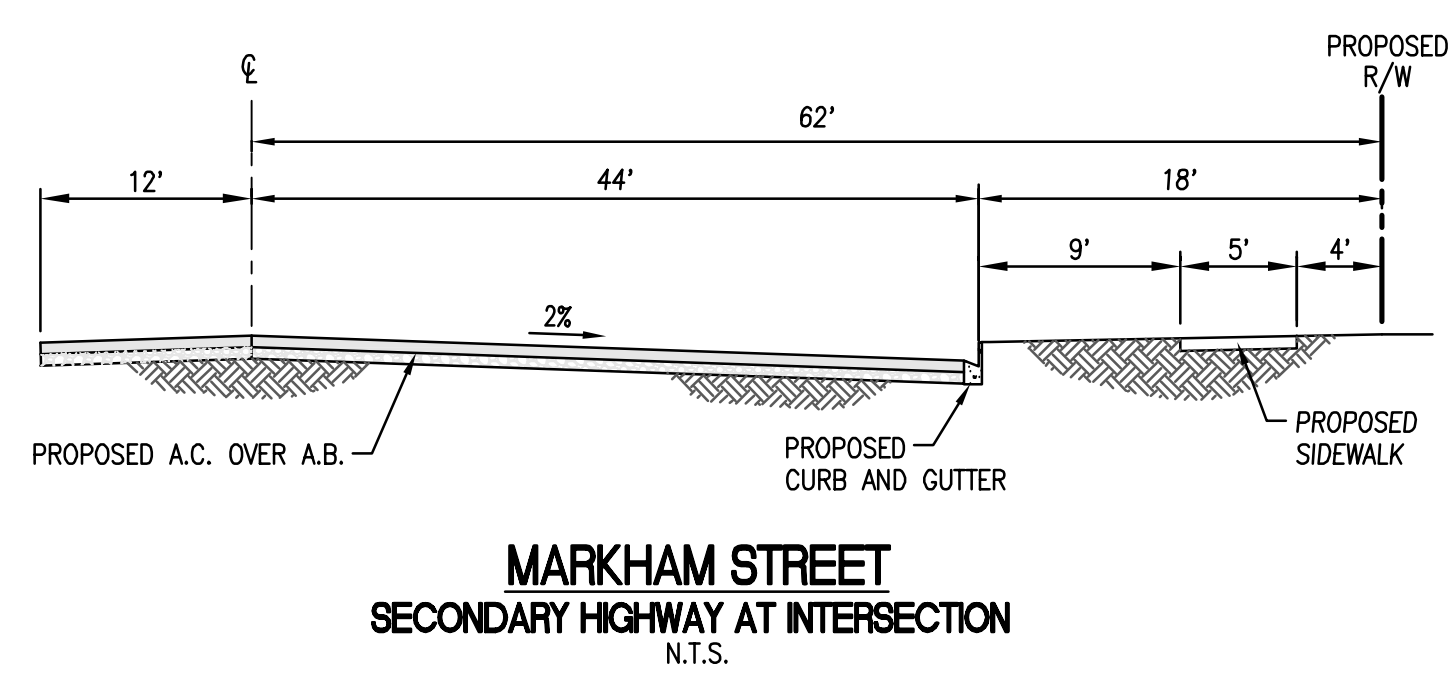 PROPOSED
R/W
℄
62'
12'
44'
18'
9'
5'
4'
2%
PROPOSED A.C. OVER A.B.
PROPOSED
CURB AND GUTTER
PROPOSED
SIDEWALK
MARKHAM STREET
SECONDARY HIGHWAY AT INTERSECTION
N.T.S.